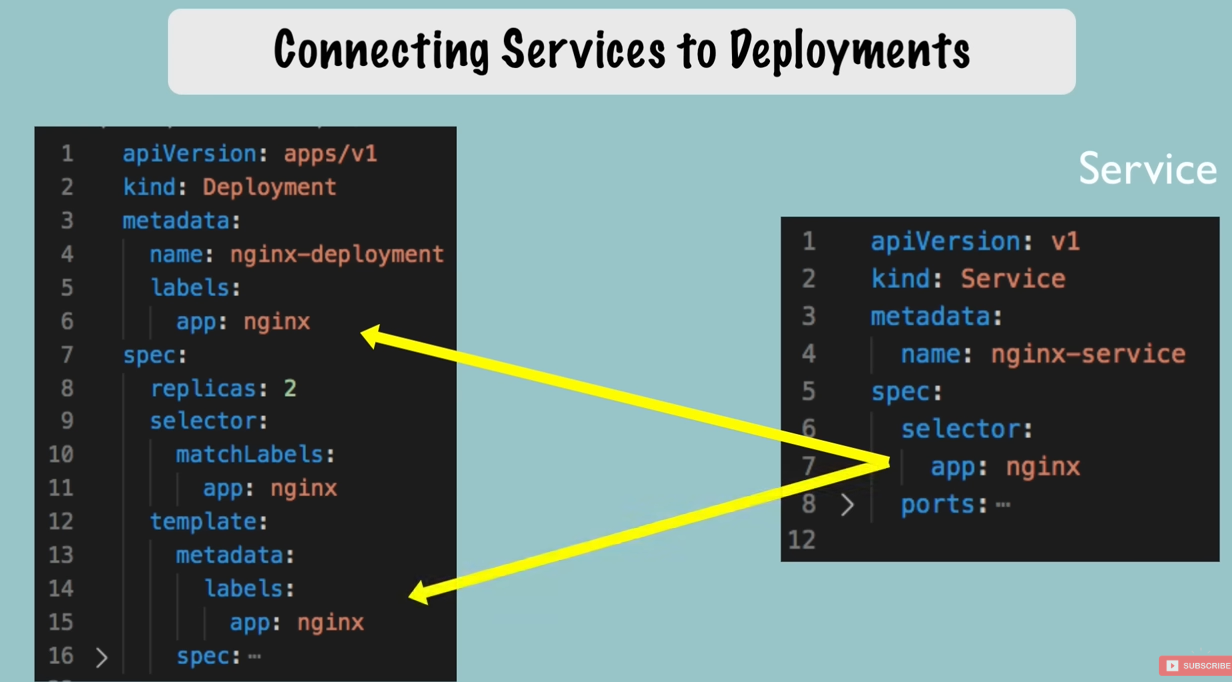 Connecting Services to Deployments
1 apiVersion: apps/v1
2 kind: Deployment
3 metadata:
4 name: nginx-deployment
5 labels:
6 app: nginx
7 spec:
8 replicas: 2
9 selector:
10 matchLabels:
11 app: nginx
12 template:
13 metadata:
14 labels:
15 app: nginx
16 > spec:···
Service
1 apiVersion: v1
2 kind: Service
3 metadata:
4 name: nginx-service
5 spec:
6 selector:
7 app: nginx
8 > ports:···
12
SUBSCRIBE